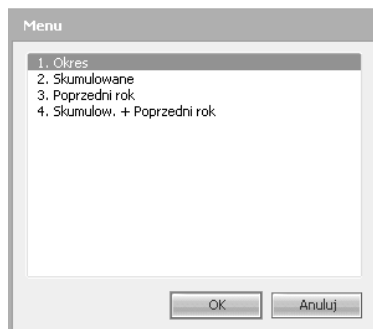 Menu
1. Okres
2. Skumulowane
3. Poprzedni rok
4. Skumulow. + Poprzedni rok
OK
Anuluj